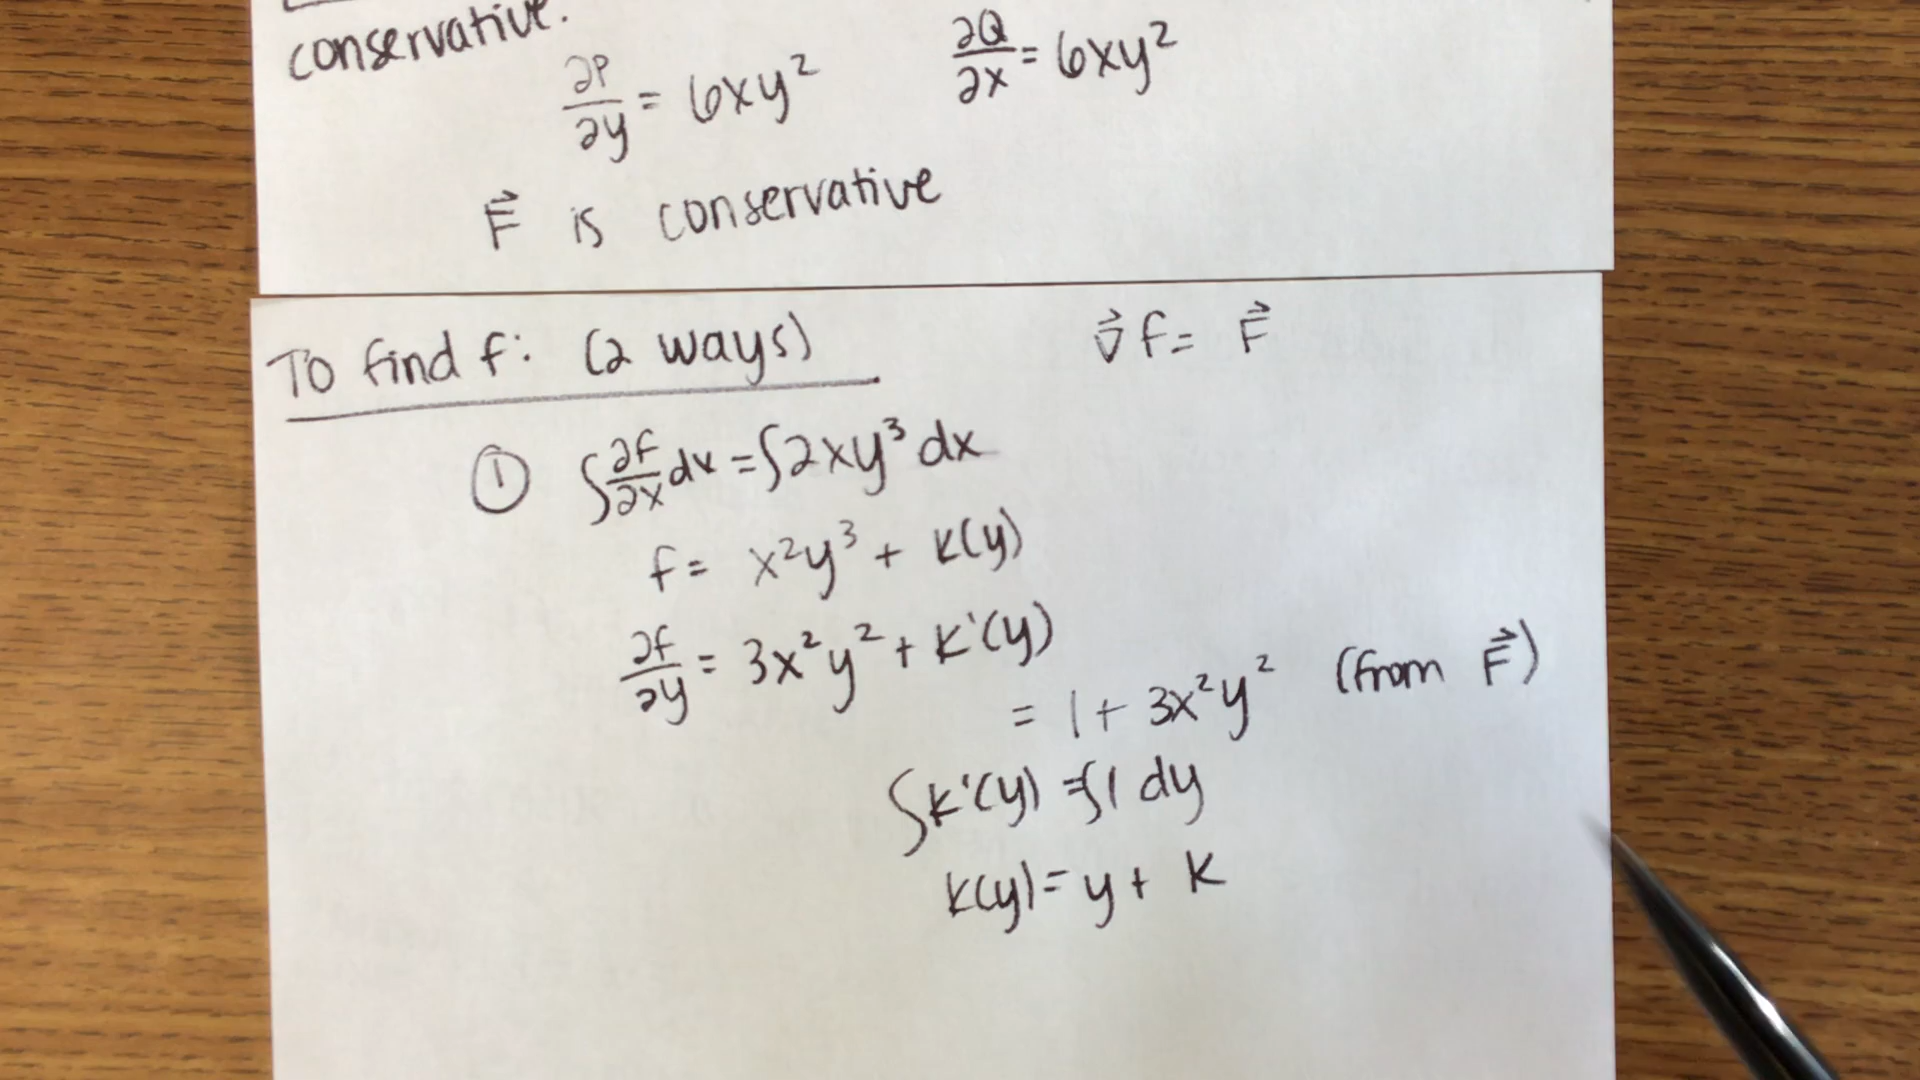 conservative.
∂P/∂y = 6xy² ∂Q/∂x = 6xy²
F⃗ is conservative
To find f: (2 ways) ∇⃗f = F⃗
① ∫∂f/∂x dx = ∫2xy³ dx
f = x²y³ + k(y)
∂f/∂y = 3x²y² + k'(y)
= 1 + 3x²y² (from F⃗)
∫k'(y) = ∫1 dy
k(y) = y + K